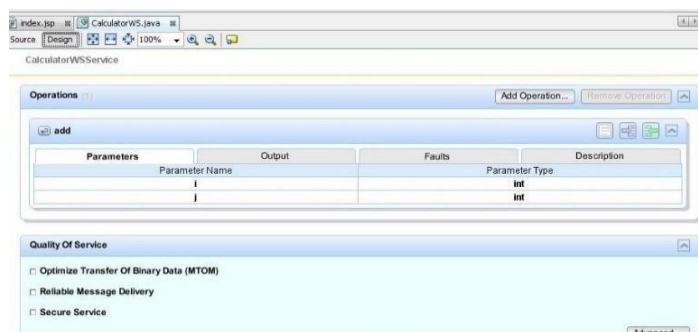 index.jsp CalculatorWS.java
Source Design 100%
CalculatorWSService
Operations (1) Add Operation... Remove Operation
add
Parameters Output Faults Description
Parameter Name Parameter Type
i int
j int
Quality Of Service
Optimize Transfer Of Binary Data (MTOM)
Reliable Message Delivery
Secure Service
Advanced...